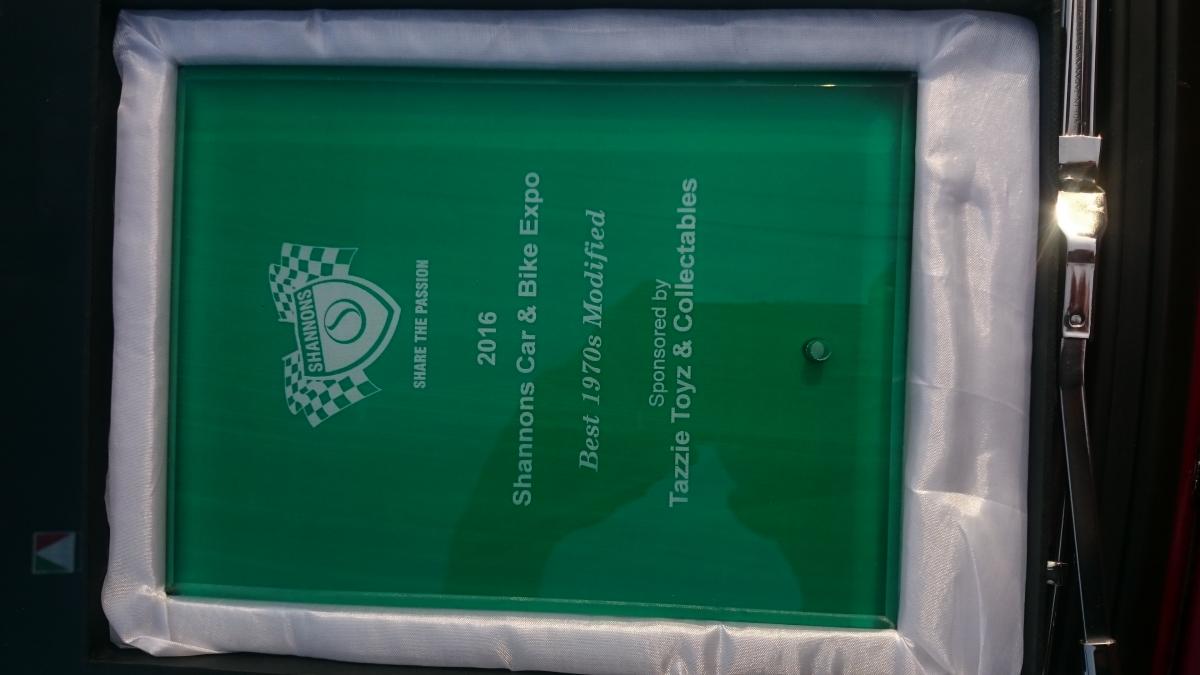 SHANNONS
S
SHARE THE PASSION
2016
Shannons Car & Bike Expo
Best 1970s Modified
Sponsored by
Tazzie Toyz & Collectables